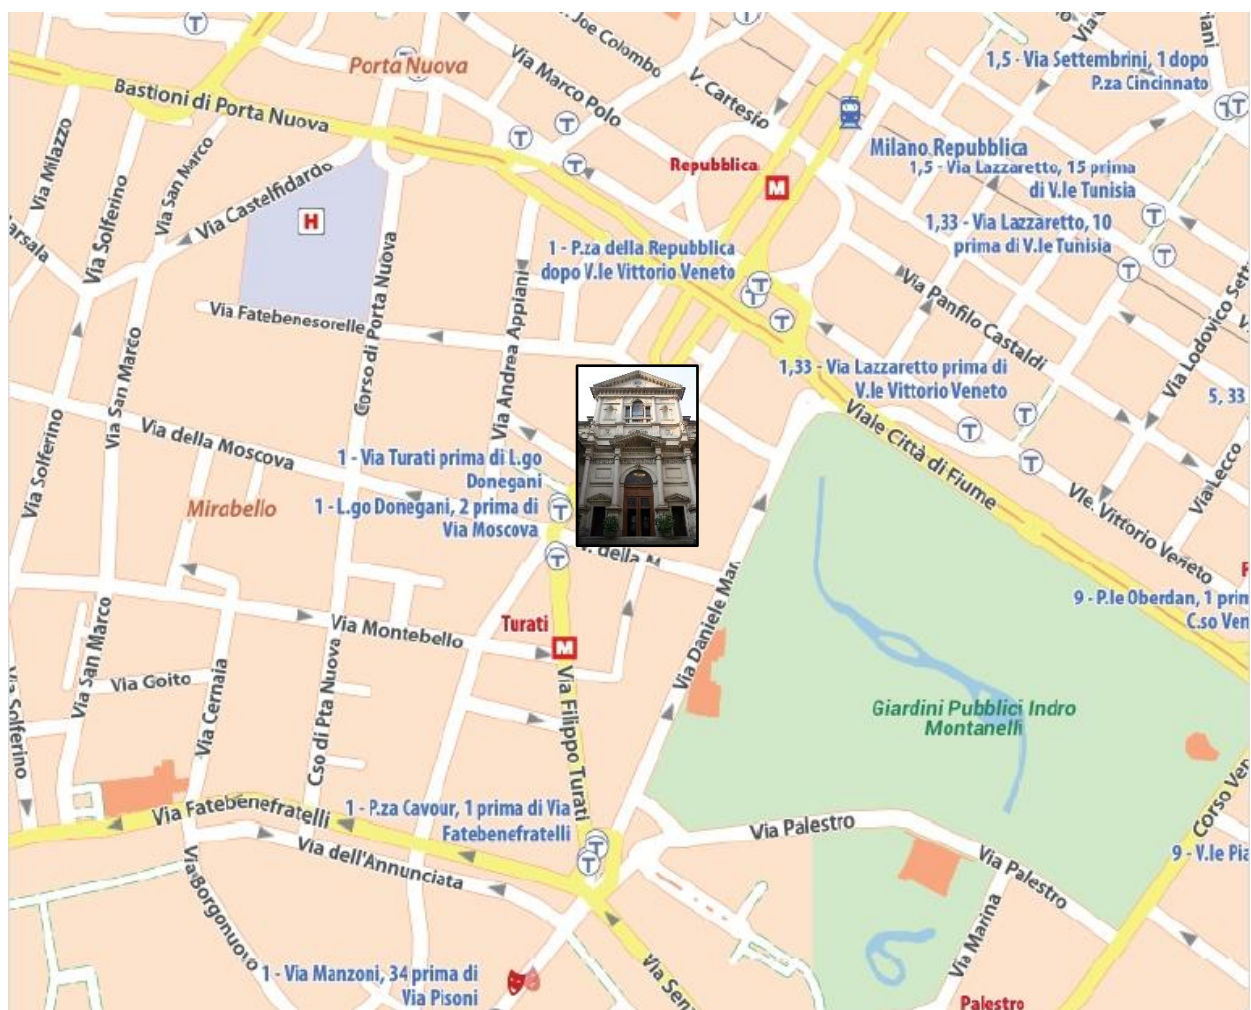 V. Joe Colombo
Porta Nuova
Via Marco Polo
V. Cartesio
1,5 - Via Settembrini, 1 dopo
P.za Cincinnato
Bastioni di Porta Nuova
Via Milazzo
Via Solferino
Via San Marco
Via Castelfidardo
H
Repubblica
M
Milano Repubblica
1,5 - Via Lazzaretto, 15 prima
di V.le Tunisia
1,33 - Via Lazzaretto, 10
prima di V.le Tunisia
1 - P.za della Repubblica
dopo V.le Vittorio Veneto
Via Panfilo Castaldi
Via Fatebenesorelle
Corso di Porta Nuova
Via Andrea Appiani
Via San Marco
Via Solferino
1,33 - Via Lazzaretto prima di
V.le Vittorio Veneto
5, 33
Viale Città di Fiume
Via Lecco
Via della Moscova
1 - Via Turati prima di L.go
Donegani
1 - L.go Donegani, 2 prima di
Via Moscova
Mirabello
V. della M
Vle. Vittorio Veneto
9 - P.le Oberdan, 1 prin
C.so Ven
Via Daniele Mar
Turati
M
Via Montebello
Via San Marco
Via Goito
Via Cernaia
Cso di Pta Nuova
Via Solferino
Via Filippo Turati
Giardini Pubblici Indro
Montanelli
Via Fatebenefratelli
1 - P.za Cavour, 1 prima di Via
Fatebenefratelli
Via Palestro
Corso Ver
9 - V.le Pia
Via dell'Annunciata
Via Palestro
Via Borgonuovo
Via Marina
1 - Via Manzoni, 34 prima di
Via Pisoni
Via Sen
Palestro